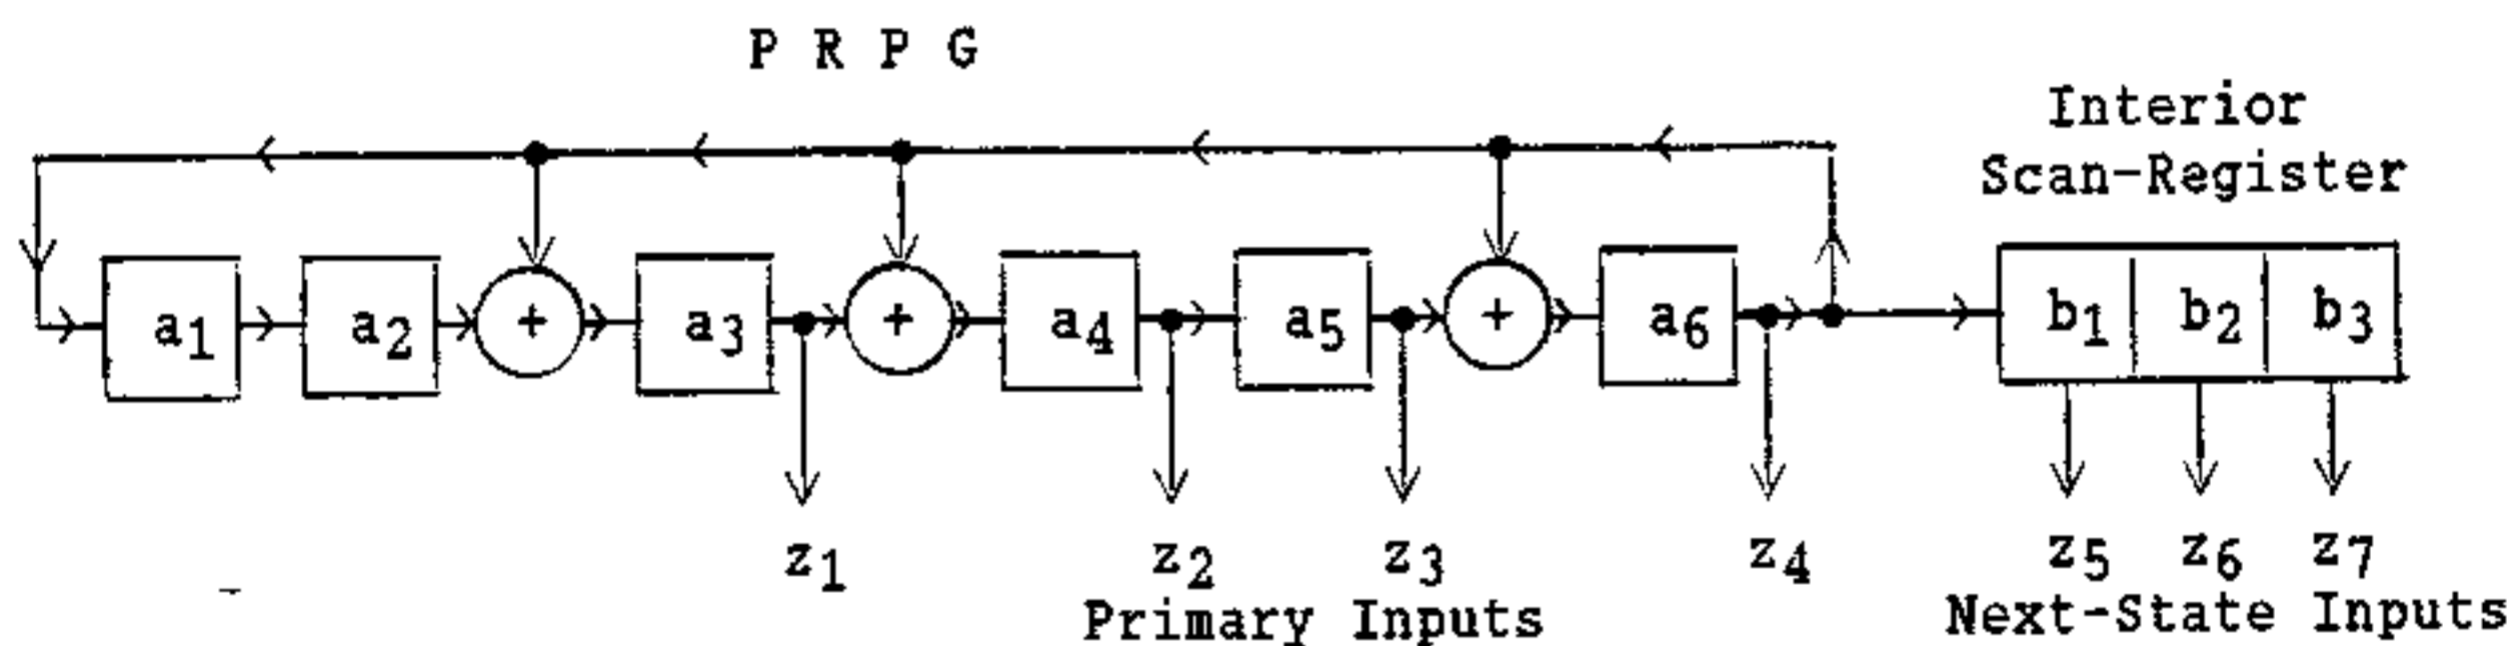 P R P G
Interior
Scan-Register
a1 a2 + a3 + a4 a5 + a6 b1 b2 b3
z1 z2 z3 z4 z5 z6 z7
Primary Inputs Next-State Inputs